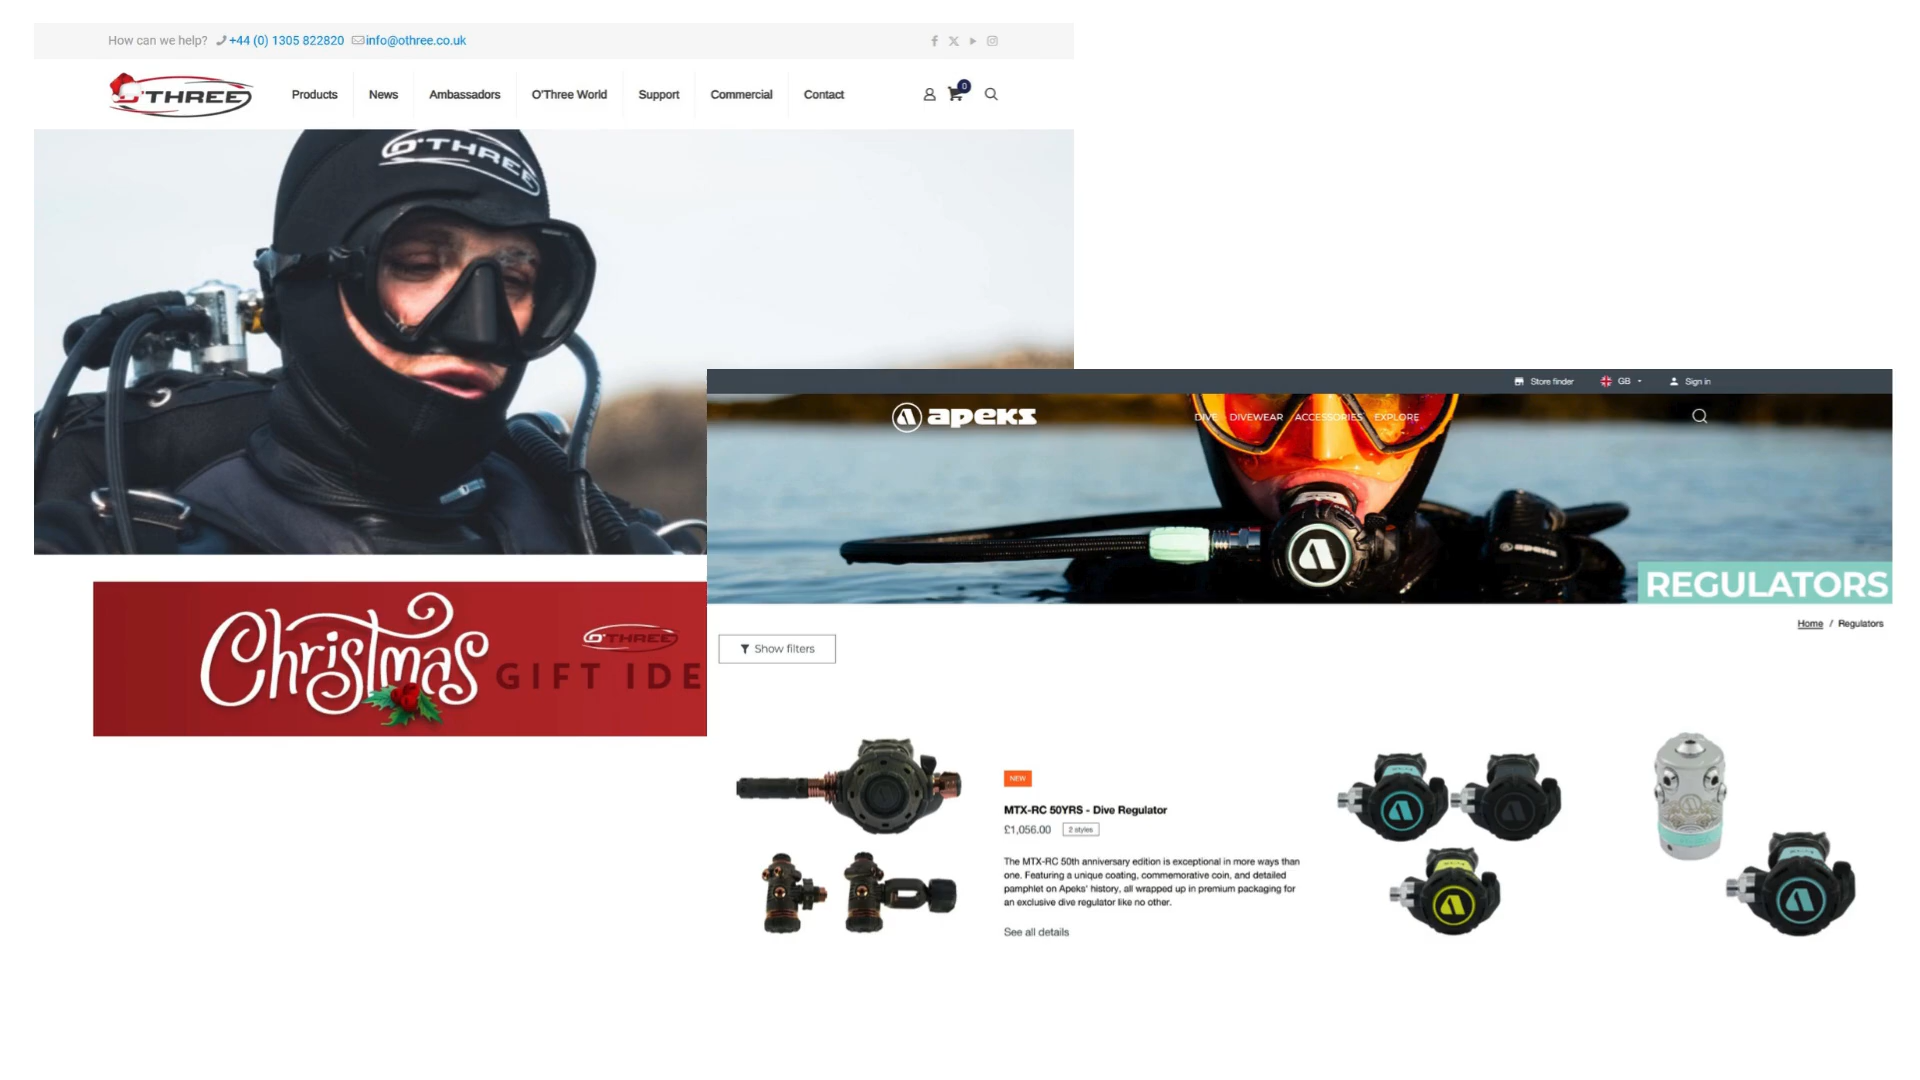 How can we help? +44 (0) 1305 822820 info@othree.co.uk
O'THREE
Products News Ambassadors O'Three World Support Commercial Contact
0
O'THREE
Christmas
O'THREE
GIFT IDE
Store finder GB Sign in
apeks
DIVE DIVEWEAR ACCESSORIES EXPLORE
apeks
REGULATORS
Home / Regulators
Show filters
NEW
MTX-RC 50YRS - Dive Regulator
£1,056.00 2 styles
The MTX-RC 50th anniversary edition is exceptional in more ways than
one. Featuring a unique coating, commemorative coin, and detailed
pamphlet on Apeks' history, all wrapped up in premium packaging for
an exclusive dive regulator like no other.
See all details